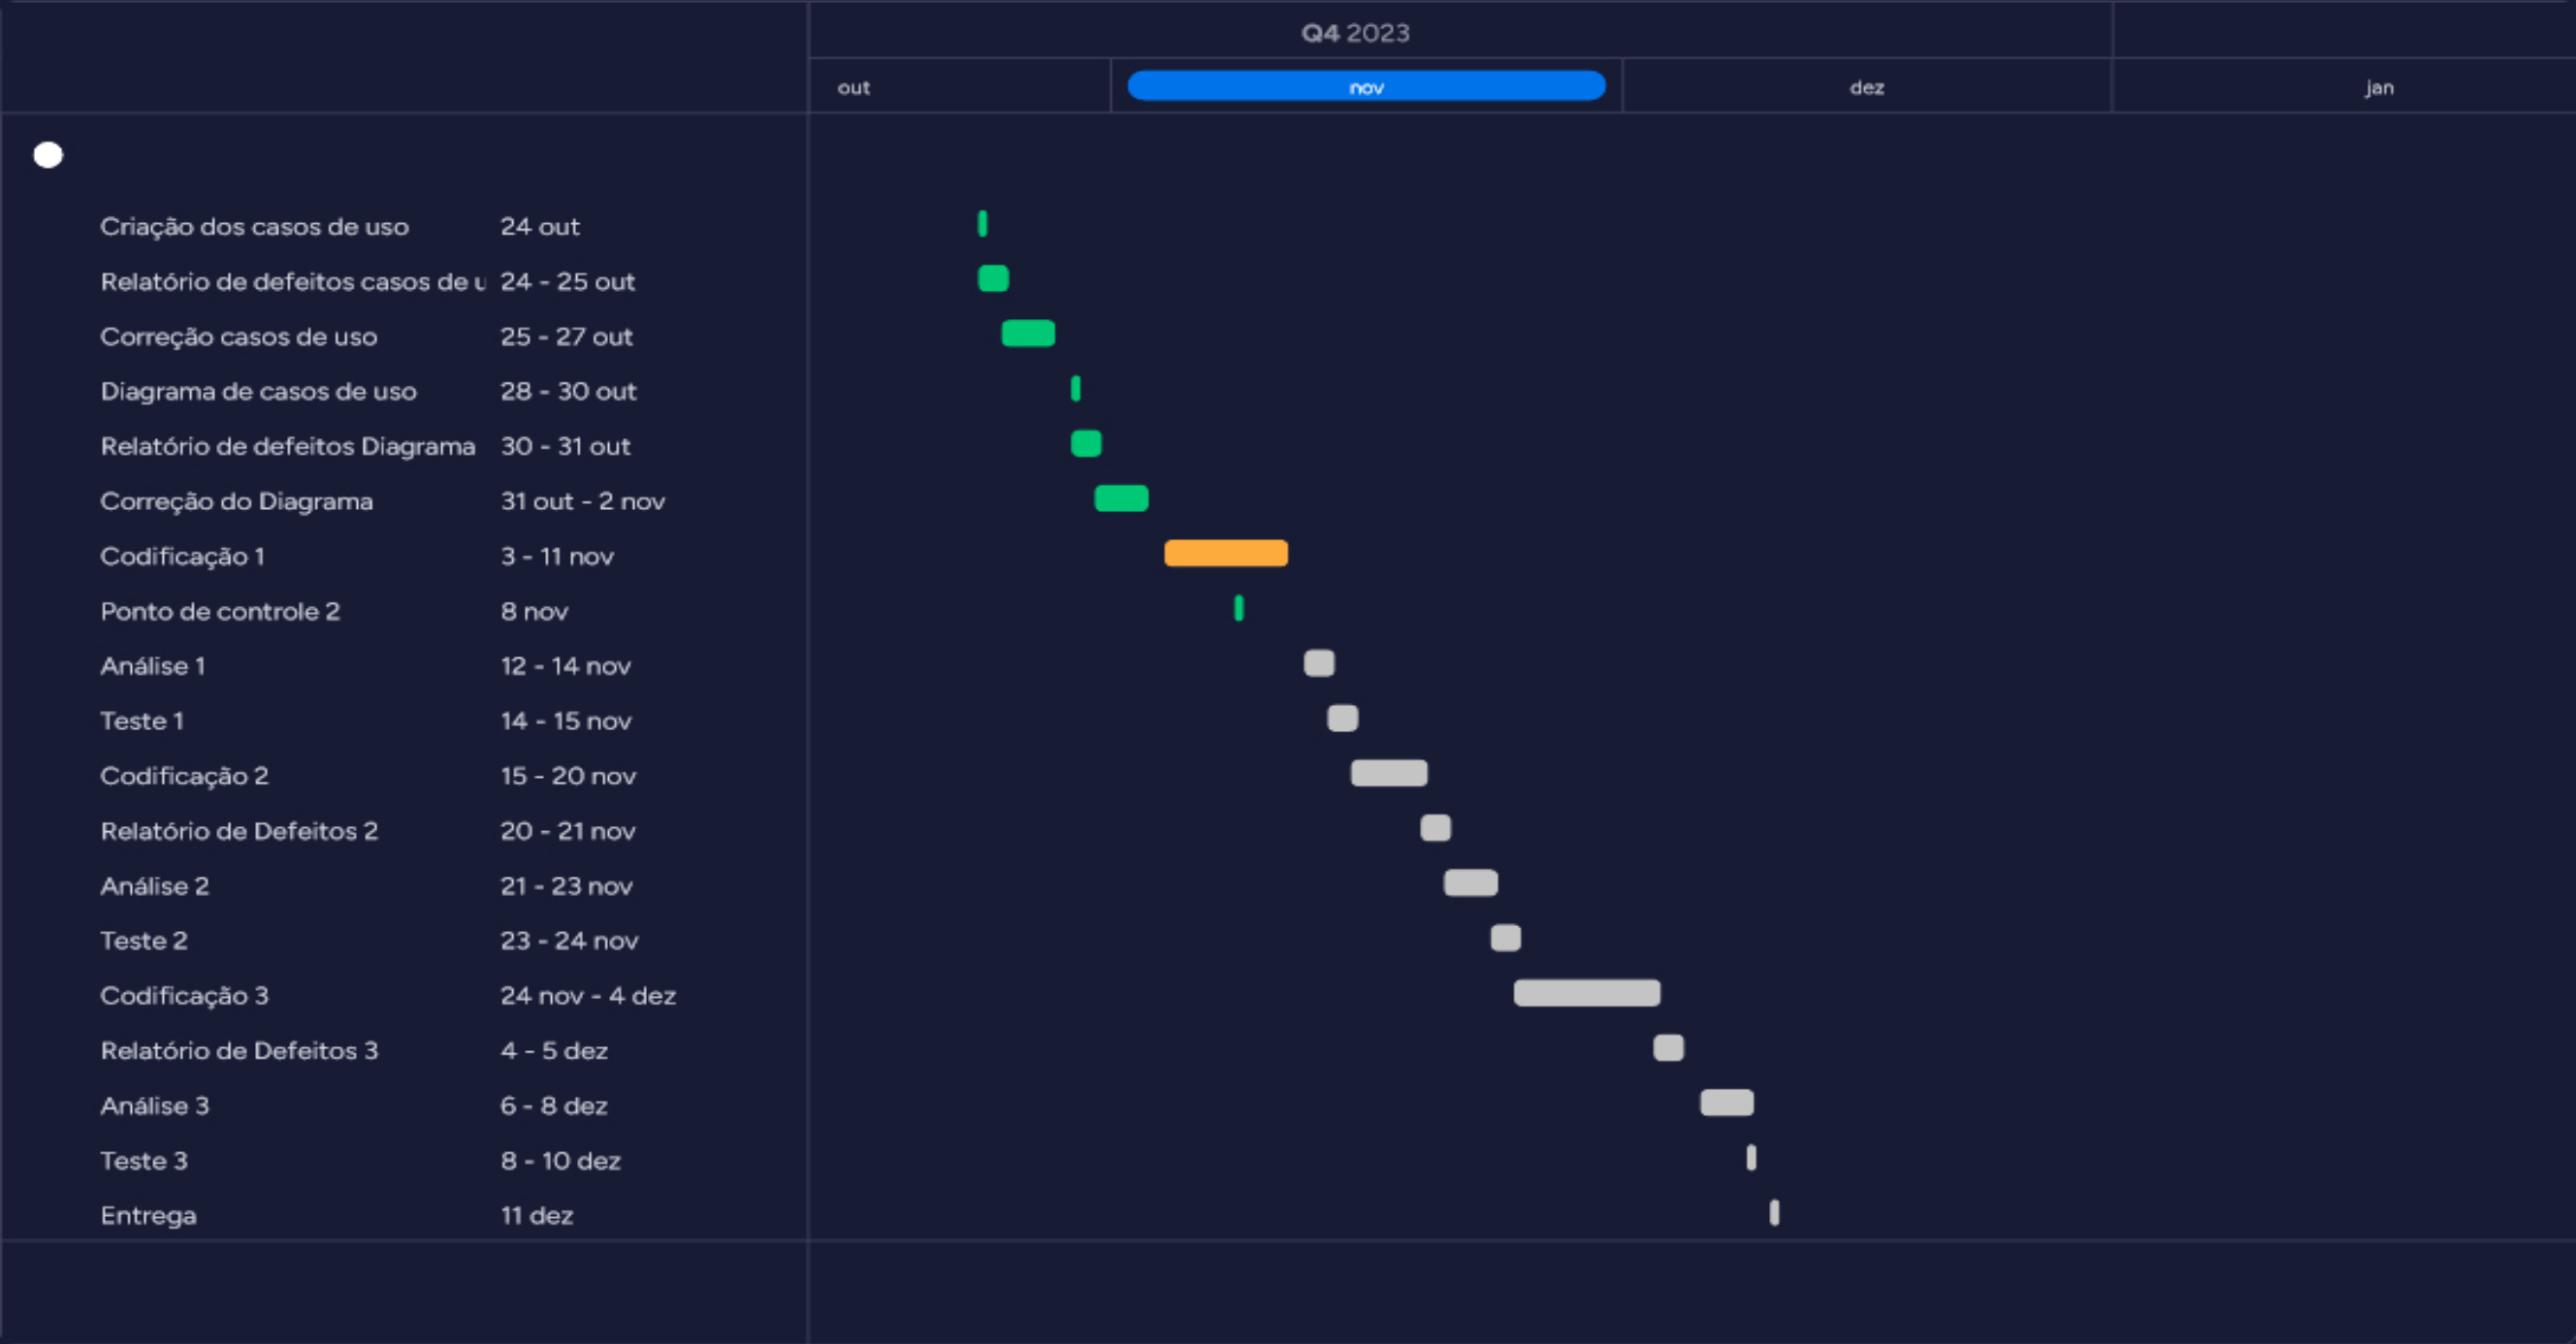 Q4 2023
out nov dez jan
Criação dos casos de uso 24 out
Relatório de defeitos casos de u 24 - 25 out
Correção casos de uso 25 - 27 out
Diagrama de casos de uso 28 - 30 out
Relatório de defeitos Diagrama 30 - 31 out
Correção do Diagrama 31 out - 2 nov
Codificação 1 3 - 11 nov
Ponto de controle 2 8 nov
Análise 1 12 - 14 nov
Teste 1 14 - 15 nov
Codificação 2 15 - 20 nov
Relatório de Defeitos 2 20 - 21 nov
Análise 2 21 - 23 nov
Teste 2 23 - 24 nov
Codificação 3 24 nov - 4 dez
Relatório de Defeitos 3 4 - 5 dez
Análise 3 6 - 8 dez
Teste 3 8 - 10 dez
Entrega 11 dez